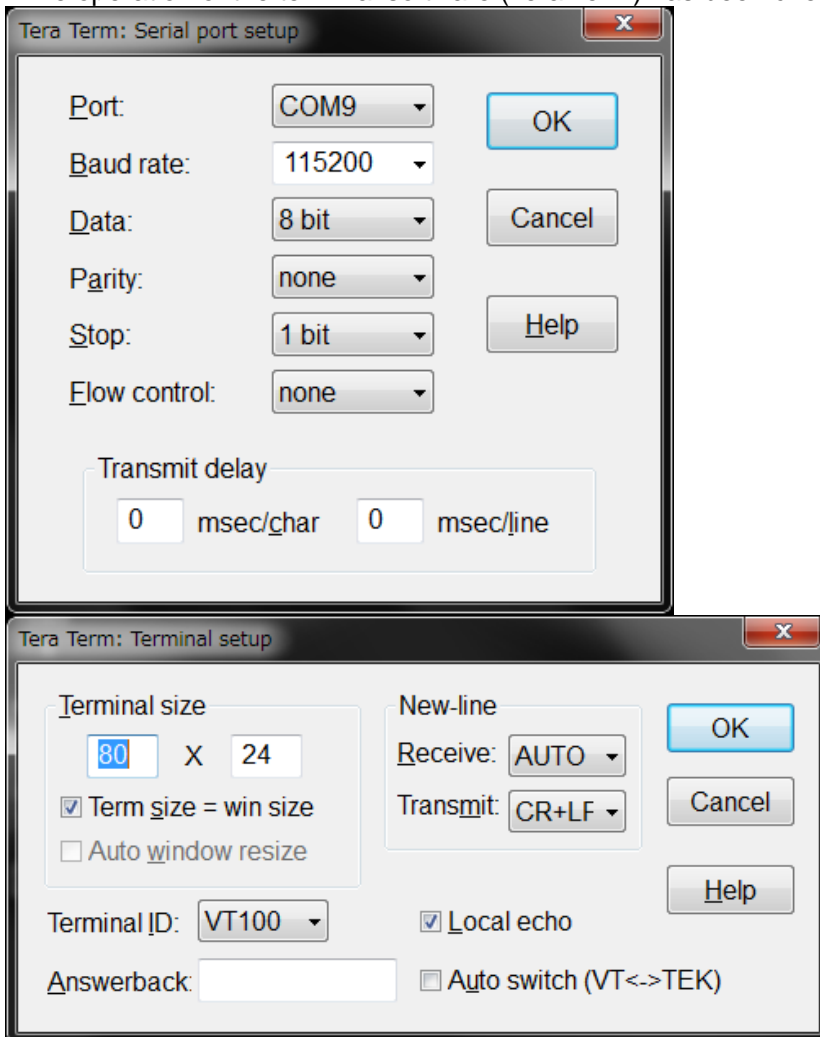 Tera Term: Serial port setup
Port: COM9 OK
Baud rate: 115200
Data: 8 bit Cancel
Parity: none
Stop: 1 bit Help
Flow control: none
Transmit delay
0 msec/char 0 msec/line
Tera Term: Terminal setup
Terminal size New-line
80 X 24 Receive: AUTO OK
Term size = win size Transmit: CR+LF Cancel
Auto window resize
Terminal ID: VT100 Local echo Help
Answerback: Auto switch (VT<->TEK)